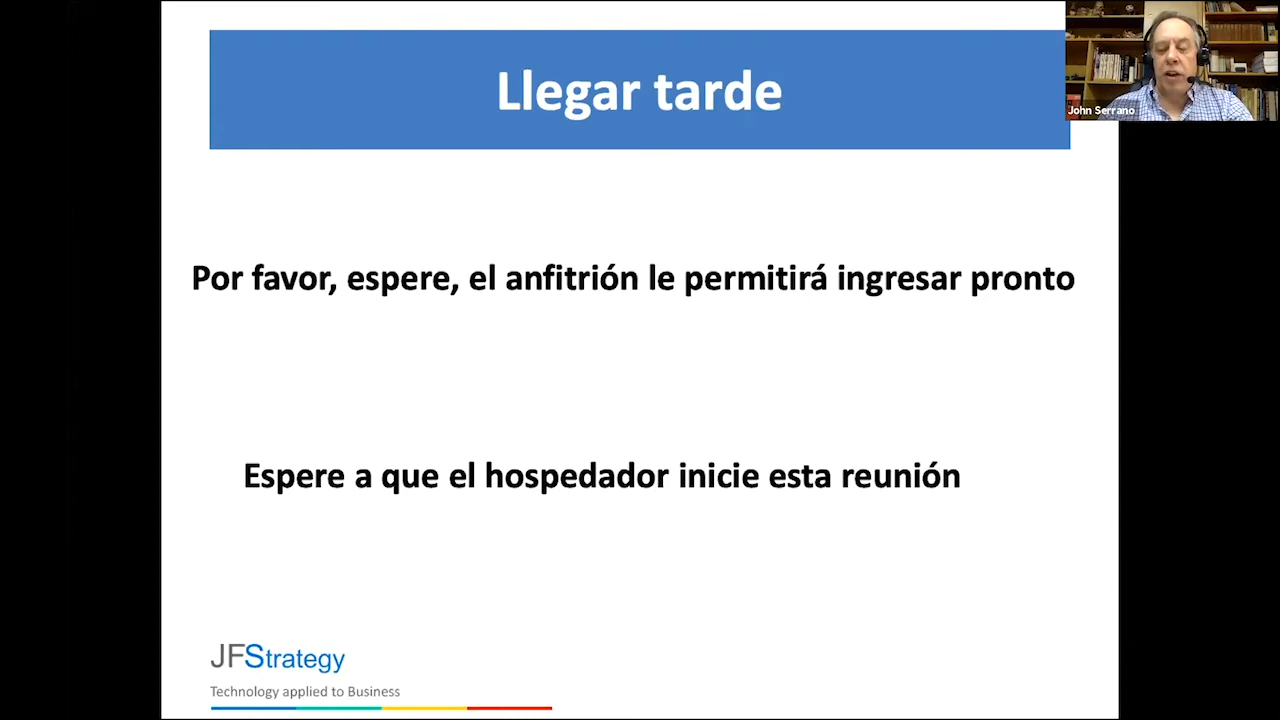 Llegar tarde
John Serrano
Por favor, espere, el anfitrión le permitirá ingresar pronto
Espere a que el hospedador inicie esta reunión
JFStrategy
Technology applied to Business